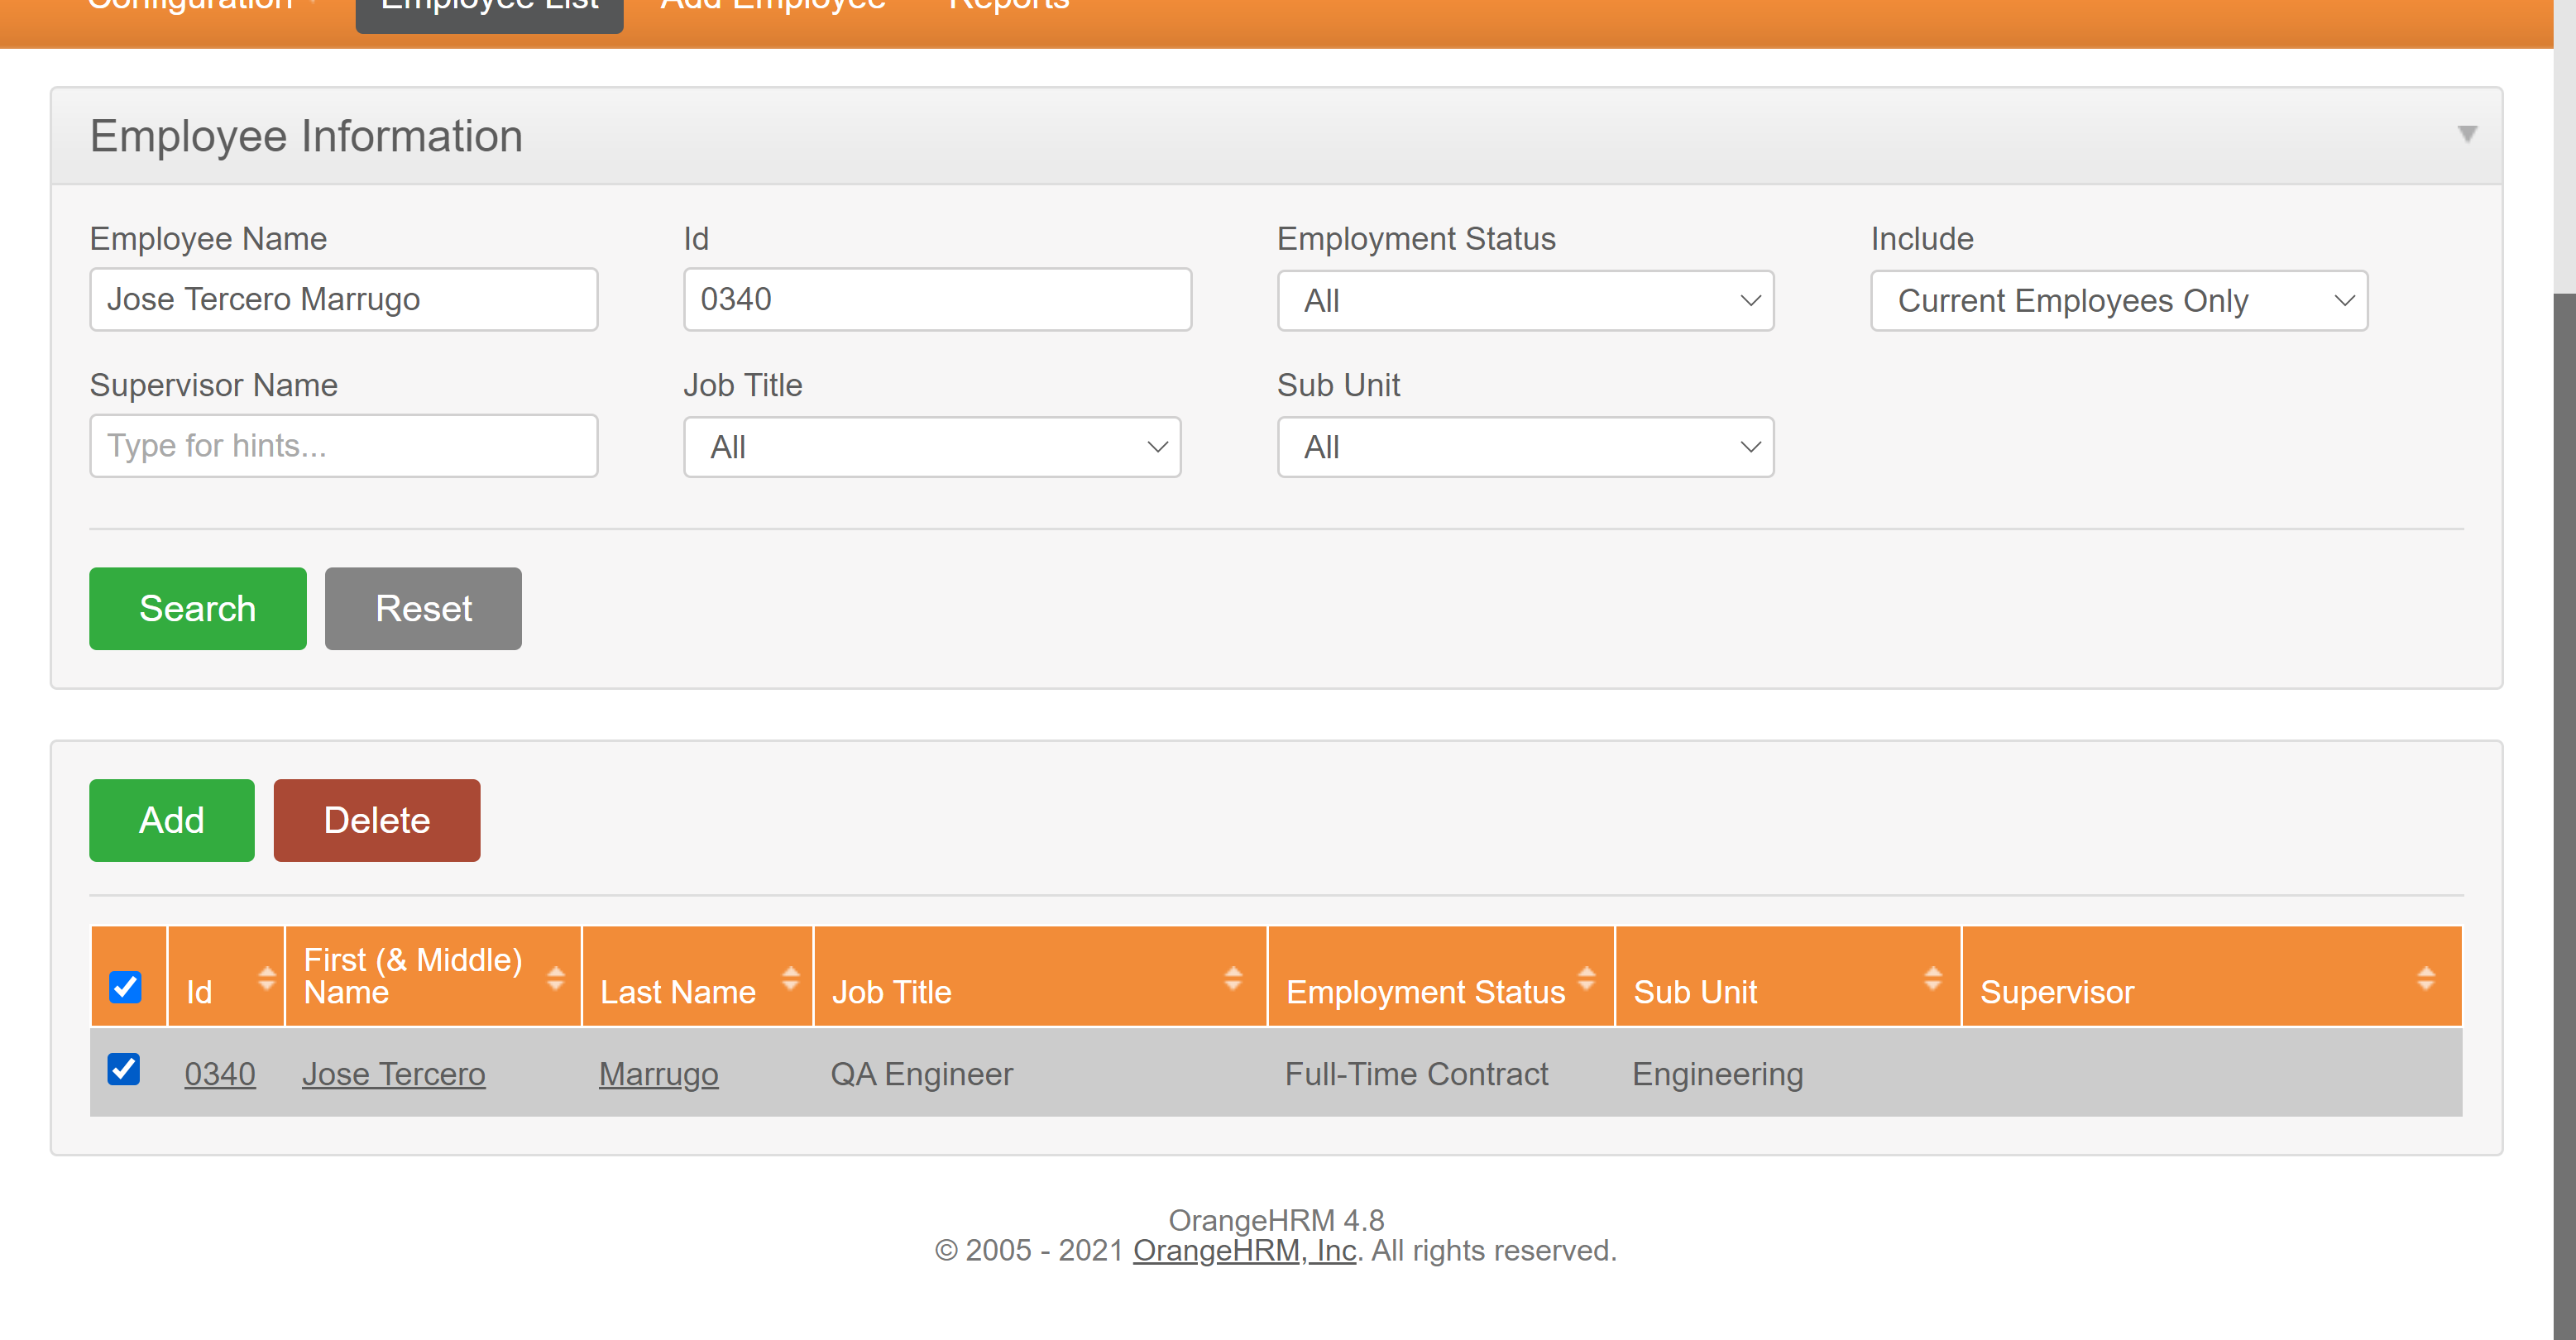 Configuration Employee List Add Employee Reports
Employee Information
Employee Name Id Employment Status Include
Jose Tercero Marrugo 0340 All Current Employees Only
Supervisor Name Job Title Sub Unit
Type for hints... All All
Search Reset
Add Delete
Id First (& Middle) Name Last Name Job Title Employment Status Sub Unit Supervisor
0340 Jose Tercero Marrugo QA Engineer Full-Time Contract Engineering
OrangeHRM 4.8
© 2005 - 2021 OrangeHRM, Inc. All rights reserved.